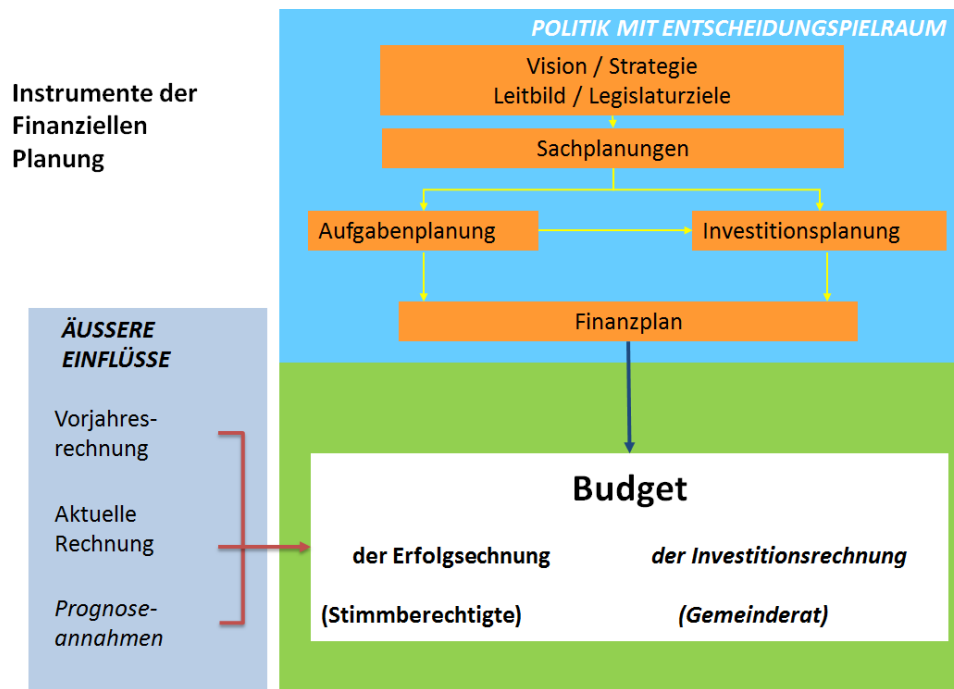 POLITIK MIT ENTSCHEIDUNGSPIELRAUM
Instrumente der
Finanziellen
Planung
Vision / Strategie
Leitbild / Legislaturziele
Sachplanungen
Aufgabenplanung
Investitionsplanung
Finanzplan
ÄUSSERE
EINFLÜSSE
Vorjahres-
rechnung
Aktuelle
Rechnung
Prognose-
annahmen
Budget
der Erfolgsechnung
der Investitionsrechnung
(Stimmberechtigte)
(Gemeinderat)